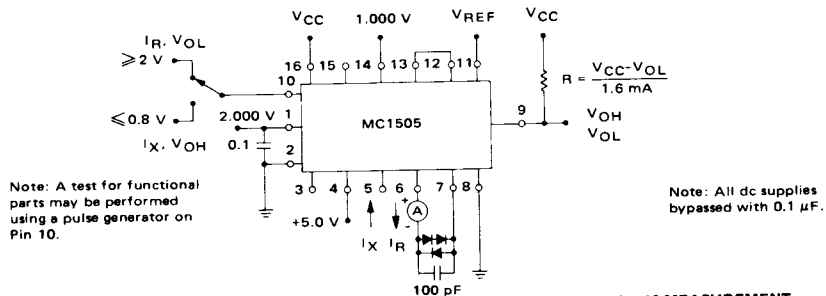 VCC 1.000 V VREF VCC
IR, VOL
≥2 V
16 15 14 13 12 11
10
R = VCC–VOL
1.6 mA
≤0.8 V
2.000 V 1
MC1505
9
VOH
VOL
IX, VOH
0.1
2
Note: A test for functional
parts may be performed
using a pulse generator on
Pin 10.
3 4 5 6 7 8
+ A -
+5.0 V
IX IR
100 pF
Note: All dc supplies
bypassed with 0.1 μF.